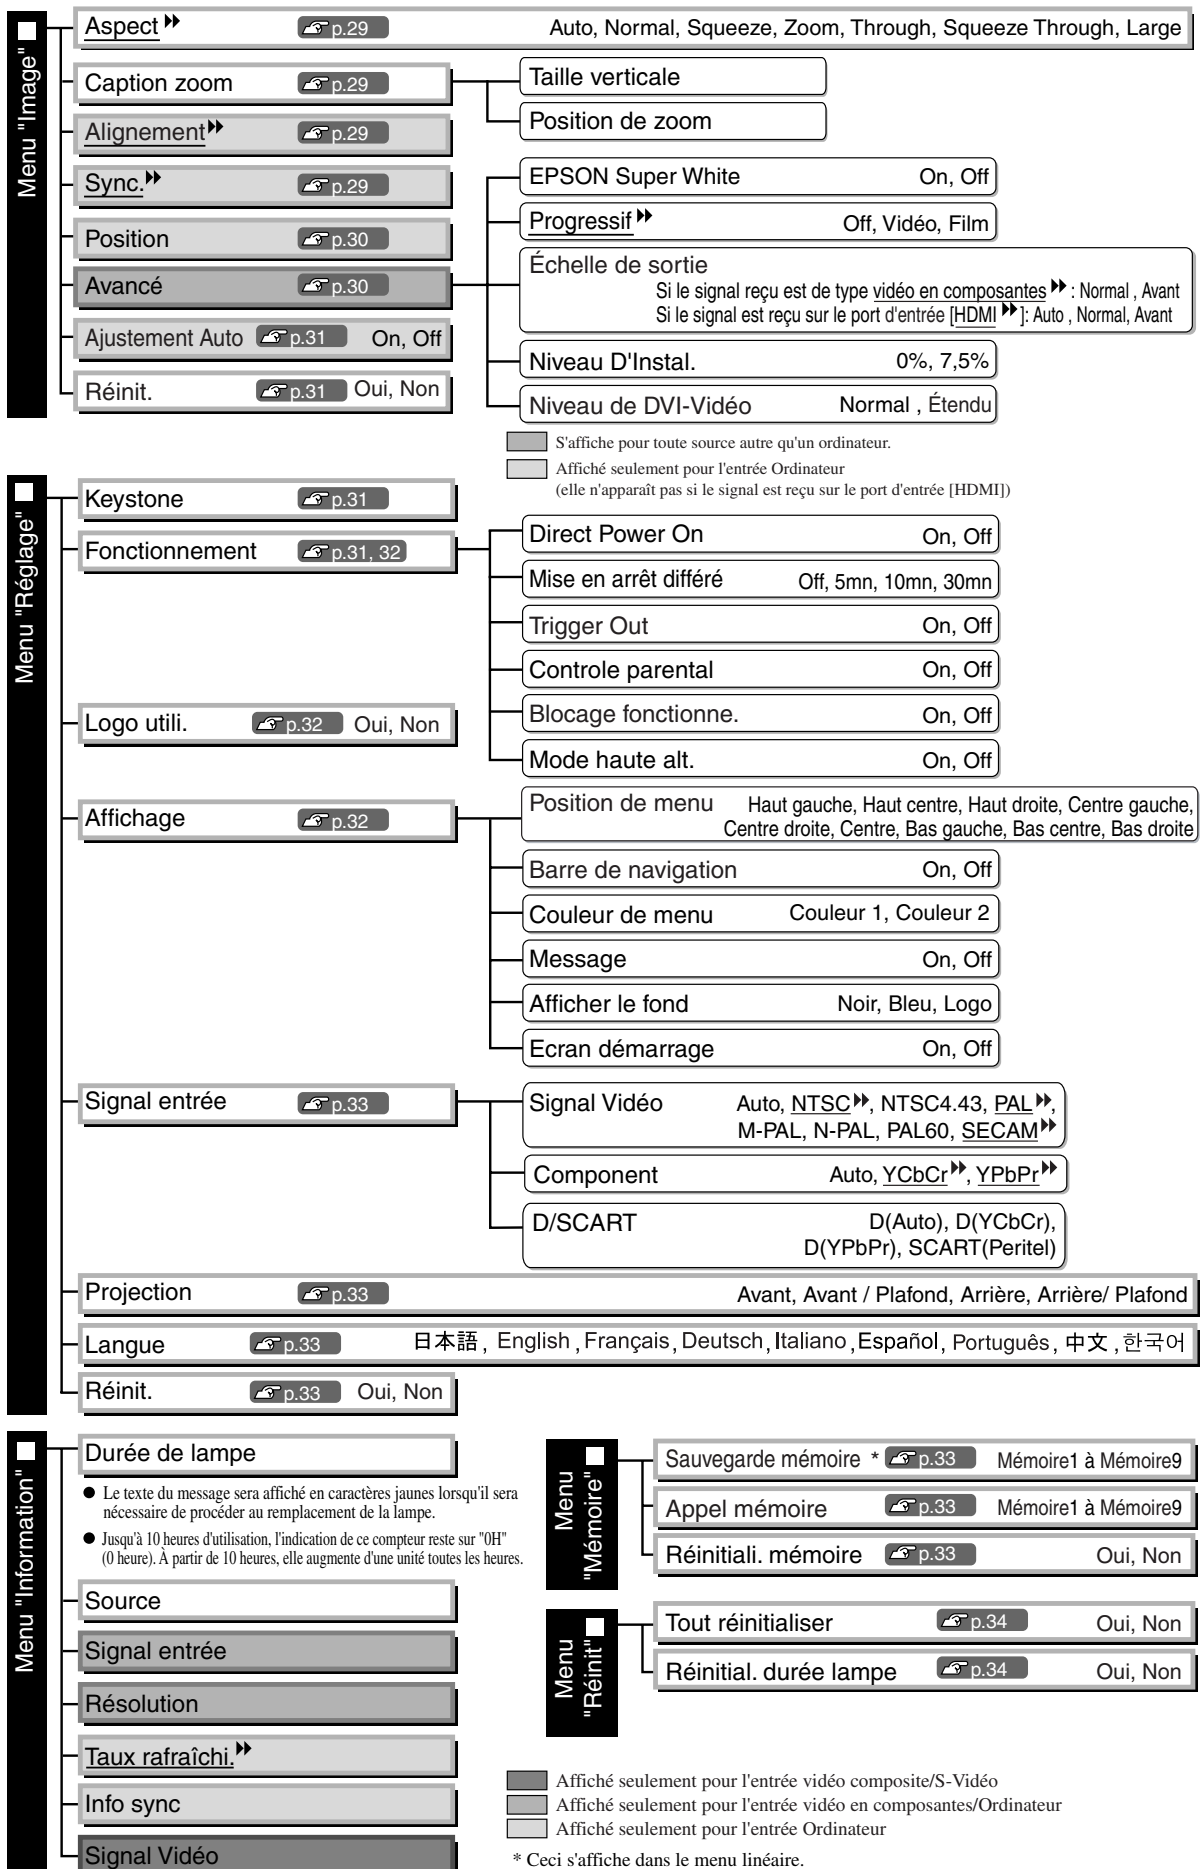 Menu "Image"
Aspect p.29 Auto, Normal, Squeeze, Zoom, Through, Squeeze Through, Large
Caption zoom p.29
Taille verticale
Position de zoom
Alignement p.29
Sync. p.29
Position p.30
Avancé p.30
EPSON Super White On, Off
Progressif Off, Vidéo, Film
Échelle de sortie
Si le signal reçu est de type vidéo en composantes : Normal , Avant
Si le signal est reçu sur le port d'entrée [HDMI ]: Auto , Normal, Avant
Niveau D'Instal. 0%, 7,5%
Niveau de DVI-Vidéo Normal , Étendu
Ajustement Auto p.31 On, Off
Réinit. p.31 Oui, Non
S'affiche pour toute source autre qu'un ordinateur.
Affiché seulement pour l'entrée Ordinateur
(elle n'apparaît pas si le signal est reçu sur le port d'entrée [HDMI])
Menu "Réglage"
Keystone p.31
Fonctionnement p.31, 32
Direct Power On On, Off
Mise en arrêt différé Off, 5mn, 10mn, 30mn
Trigger Out On, Off
Controle parental On, Off
Blocage fonctionne. On, Off
Mode haute alt. On, Off
Logo utili. p.32 Oui, Non
Affichage p.32
Position de menu Haut gauche, Haut centre, Haut droite, Centre gauche,
Centre droite, Centre, Bas gauche, Bas centre, Bas droite
Barre de navigation On, Off
Couleur de menu Couleur 1, Couleur 2
Message On, Off
Afficher le fond Noir, Bleu, Logo
Ecran démarrage On, Off
Signal entrée p.33
Signal Vidéo Auto, NTSC , NTSC4.43, PAL ,
M-PAL, N-PAL, PAL60, SECAM
Component Auto, YCbCr , YPbPr
D/SCART D(Auto), D(YCbCr),
D(YPbPr), SCART(Peritel)
Projection p.33 Avant, Avant / Plafond, Arrière, Arrière/ Plafond
Langue p.33 日本語, English , Français, Deutsch, Italiano ,Español, Português, 中文 , 한국어
Réinit. p.33 Oui, Non
Menu "Information"
Durée de lampe
● Le texte du message sera affiché en caractères jaunes lorsqu'il sera
nécessaire de procéder au remplacement de la lampe.
● Jusqu'à 10 heures d'utilisation, l'indication de ce compteur reste sur "0H"
(0 heure). À partir de 10 heures, elle augmente d'une unité toutes les heures.
Source
Signal entrée
Résolution
Taux rafraîchi.
Info sync
Signal Vidéo
Menu
"Mémoire"
Sauvegarde mémoire * p.33 Mémoire1 à Mémoire9
Appel mémoire p.33 Mémoire1 à Mémoire9
Réinitiali. mémoire p.33 Oui, Non
Menu
"Réinit"
Tout réinitialiser p.34 Oui, Non
Réinitial. durée lampe p.34 Oui, Non
Affiché seulement pour l'entrée vidéo composite/S-Vidéo
Affiché seulement pour l'entrée vidéo en composantes/Ordinateur
Affiché seulement pour l'entrée Ordinateur
* Ceci s'affiche dans le menu linéaire.